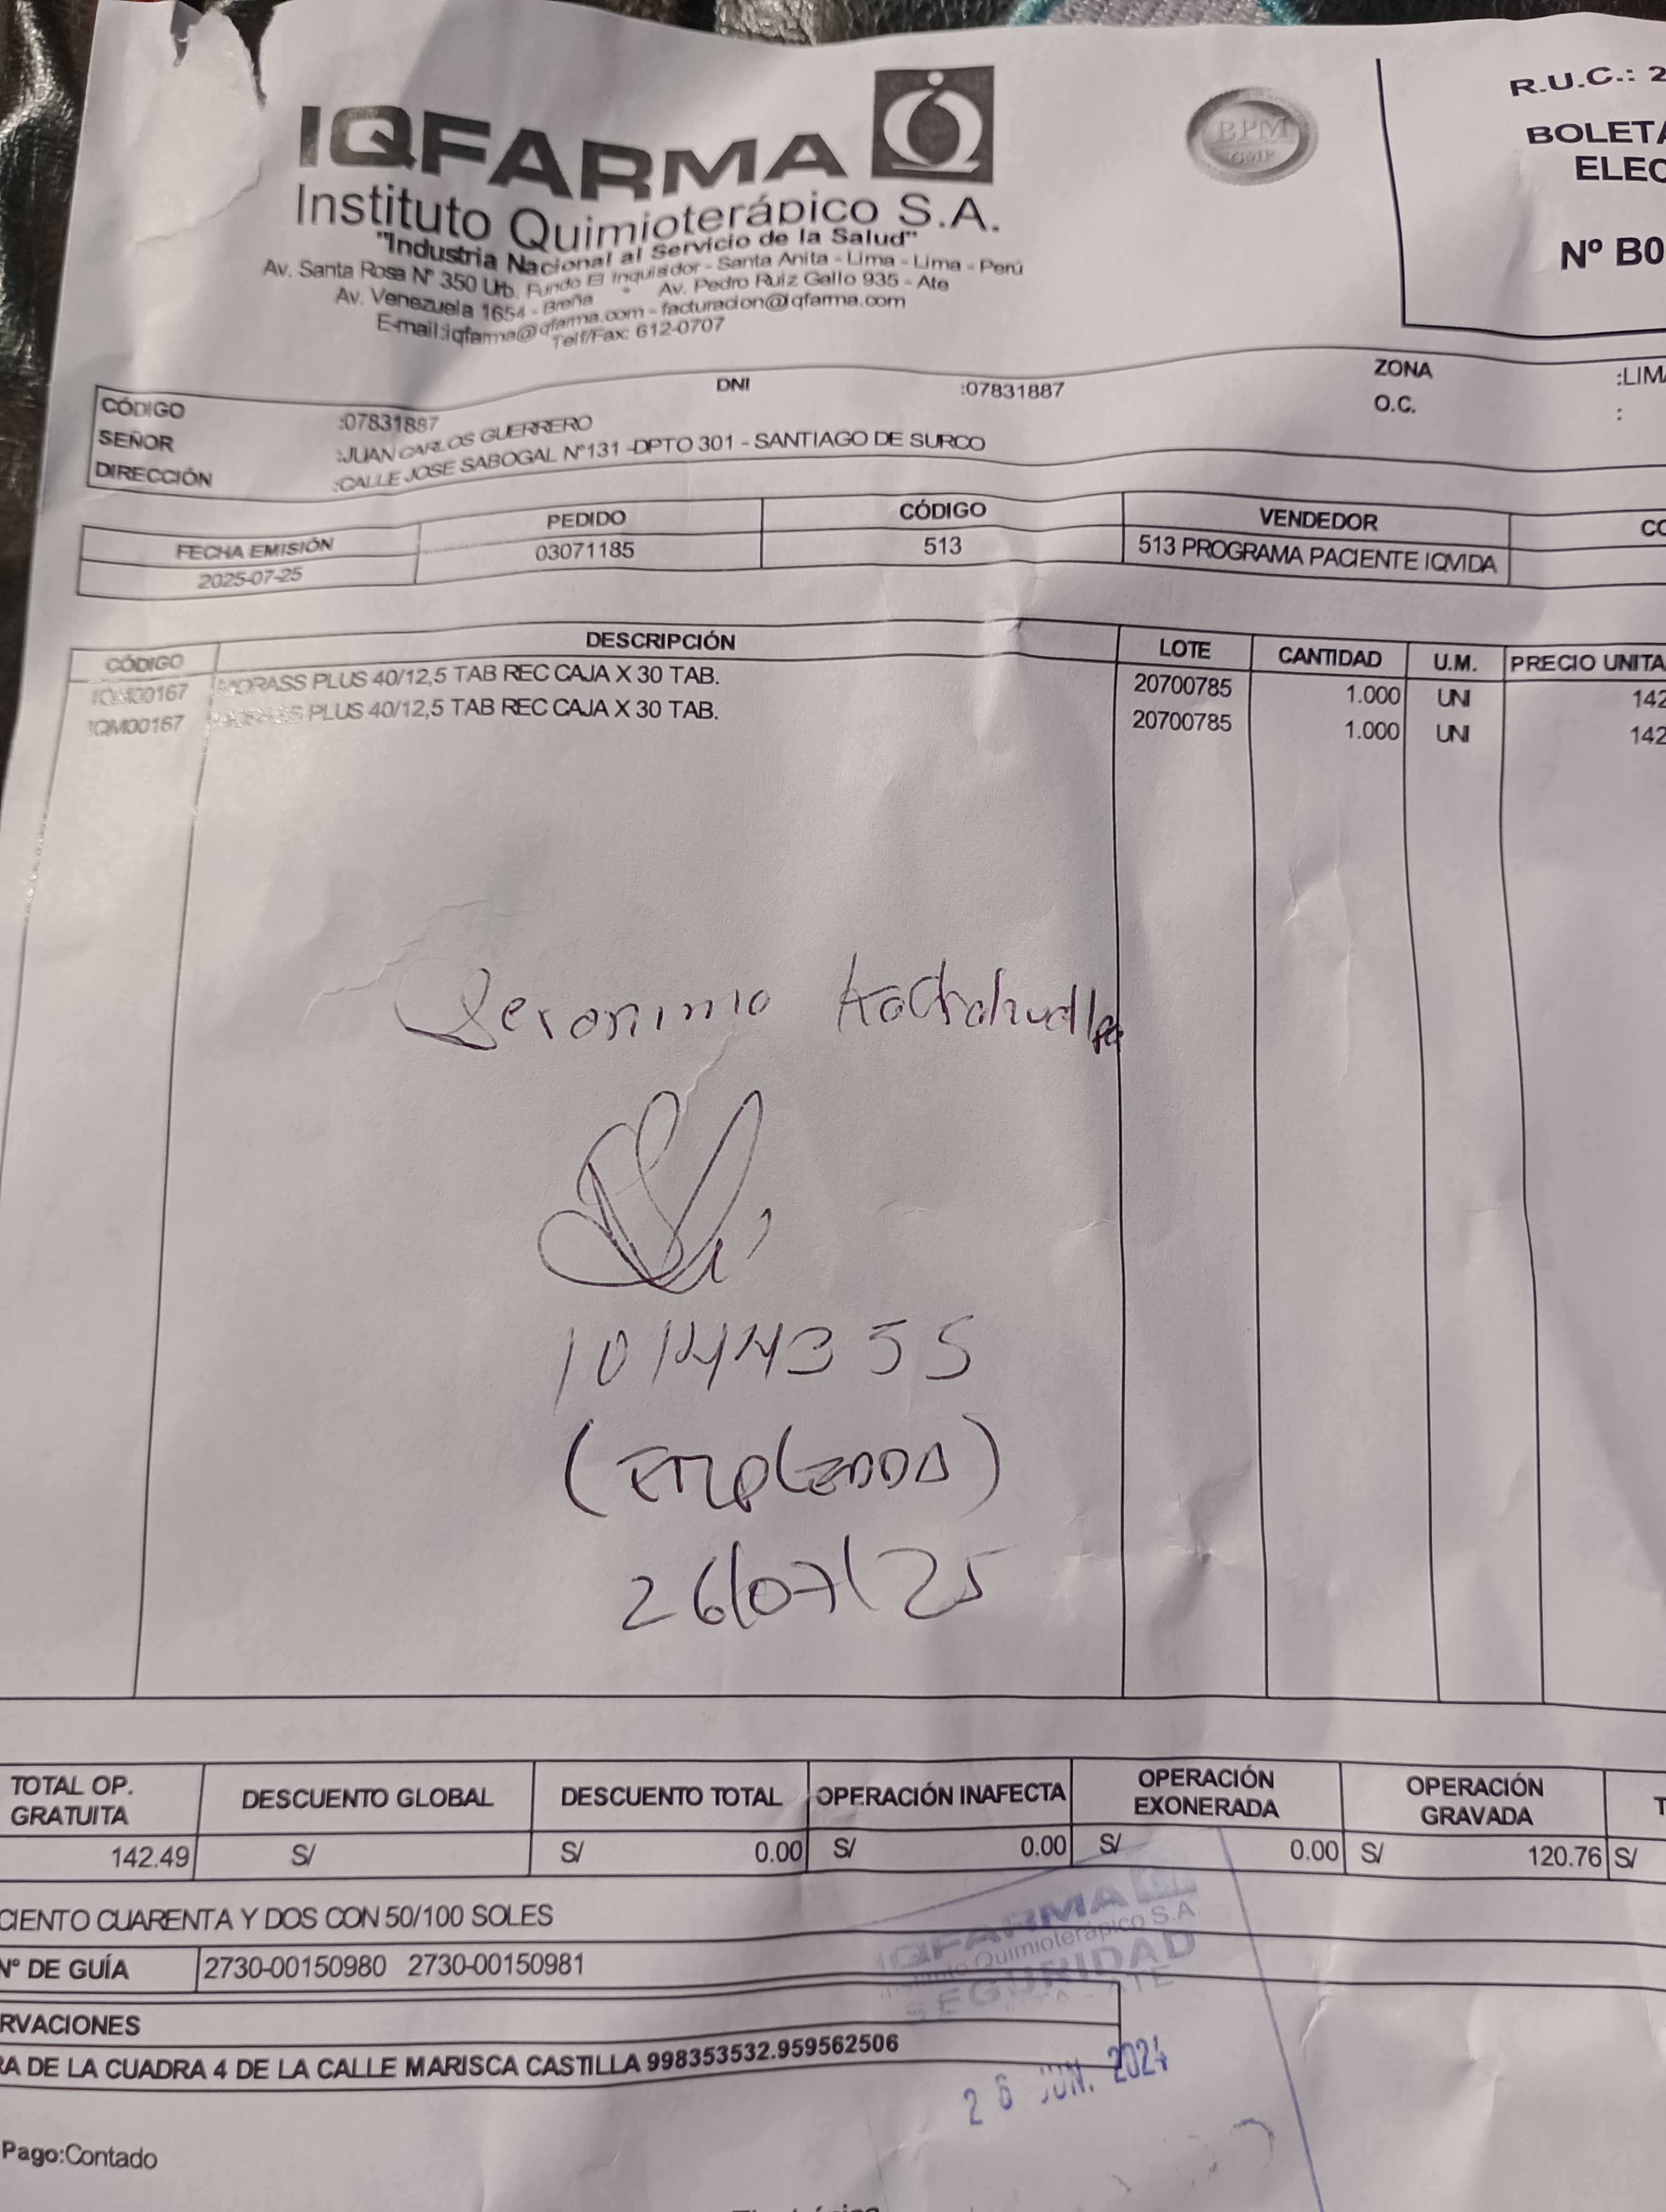 IQFARMA
R.U.C.: 2
BOLETA
ELEC
Nº B0
BPM
GMP
Instituto Quimioterápico S.A.
"Industria Nacional al Servicio de la Salud"
Av. Santa Rosa Nº 350 Urb. Fundo El Inquisidor - Santa Anita - Lima - Lima - Perú
Av. Venezuela 1654 - Breña * Av. Pedro Ruiz Gallo 935 - Ate
E-mail:iqfarma@qfarma.com - facturacion@iqfarma.com
Telf/Fax: 612-0707
CÓDIGO :07831887 DNI :07831887 ZONA :LIMA
SEÑOR :JUAN CARLOS GUERRERO O.C. :
DIRECCIÓN :CALLE JOSE SABOGAL Nº131 -DPTO 301 - SANTIAGO DE SURCO
FECHA EMISIÓN PEDIDO CÓDIGO VENDEDOR CO
2025-07-25 03071185 513 513 PROGRAMA PACIENTE IQVIDA
CÓDIGO DESCRIPCIÓN LOTE CANTIDAD U.M. PRECIO UNITA
IQM00167 PLUS 40/12,5 TAB REC CAJA X 30 TAB. 20700785 1.000 UNI 142
IQM00167 PLUS 40/12,5 TAB REC CAJA X 30 TAB. 20700785 1.000 UNI 142
Geronimo
10144355
(EMPLEADA)
26/07/25
TOTAL OP. GRATUITA DESCUENTO GLOBAL DESCUENTO TOTAL OPERACIÓN INAFECTA OPERACIÓN EXONERADA OPERACIÓN GRAVADA T
142.49 S/ S/ 0.00 S/ 0.00 S/ 0.00 S/ 120.76 S/
CIENTO CUARENTA Y DOS CON 50/100 SOLES
Nº DE GUÍA 2730-00150980 2730-00150981
IQFARMA
Quimioterápico S.A.
SEGURIDAD
ATE
RVACIONES
RA DE LA CUADRA 4 DE LA CALLE MARISCA CASTILLA 998353532.959562506
26 JUN. 2024
Pago:Contado